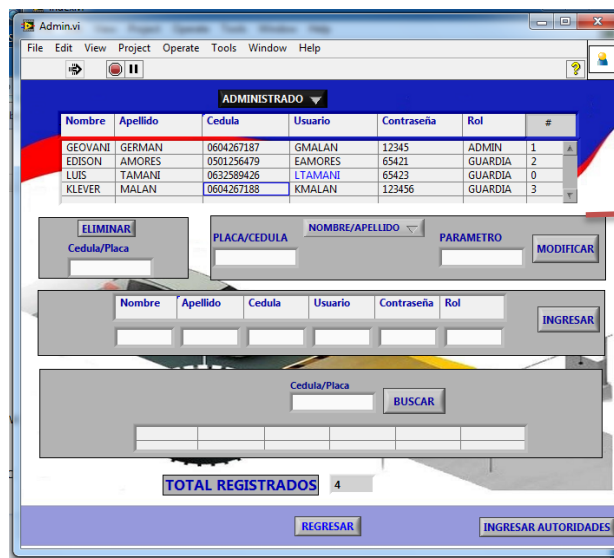 Admin.vi
File Edit View Project Operate Tools Window Help
ADMINISTRADO
Nombre Apellido Cedula Usuario Contraseña Rol #
GEOVANI GERMAN 0604267187 GMALAN 12345 ADMIN 1
EDISON AMORES 0501256479 EAMORES 65421 GUARDIA 2
LUIS TAMANI 0632589426 LTAMANI 65423 GUARDIA 0
KLEVER MALAN 0604267188 KMALAN 123456 GUARDIA 3
ELIMINAR
Cedula/Placa
NOMBRE/APELLIDO
PLACA/CEDULA PARAMETRO
MODIFICAR
Nombre Apellido Cedula Usuario Contraseña Rol
INGRESAR
Cedula/Placa
BUSCAR
TOTAL REGISTRADOS 4
REGRESAR INGRESAR AUTORIDADES